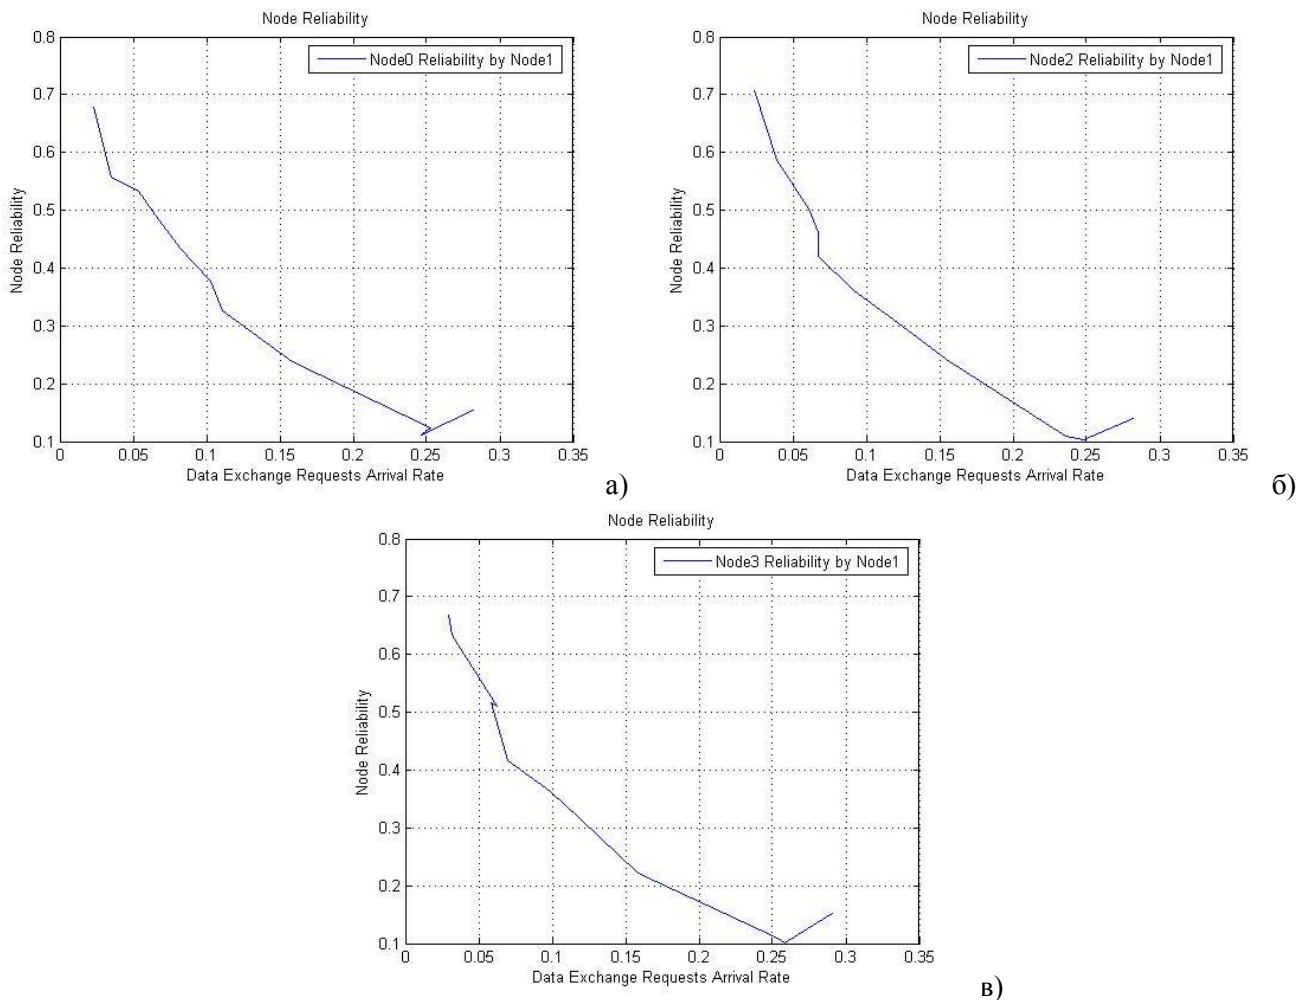 Node Reliability
Node0 Reliability by Node1
Node Reliability
0.8
0.7
0.6
0.5
0.4
0.3
0.2
0.1
0 0.05 0.1 0.15 0.2 0.25 0.3 0.35
Data Exchange Requests Arrival Rate
а)
Node Reliability
Node2 Reliability by Node1
Node Reliability
0.8
0.7
0.6
0.5
0.4
0.3
0.2
0.1
0 0.05 0.1 0.15 0.2 0.25 0.3 0.35
Data Exchange Requests Arrival Rate
б)
Node Reliability
Node3 Reliability by Node1
Node Reliability
0.8
0.7
0.6
0.5
0.4
0.3
0.2
0.1
0 0.05 0.1 0.15 0.2 0.25 0.3 0.35
Data Exchange Requests Arrival Rate
в)